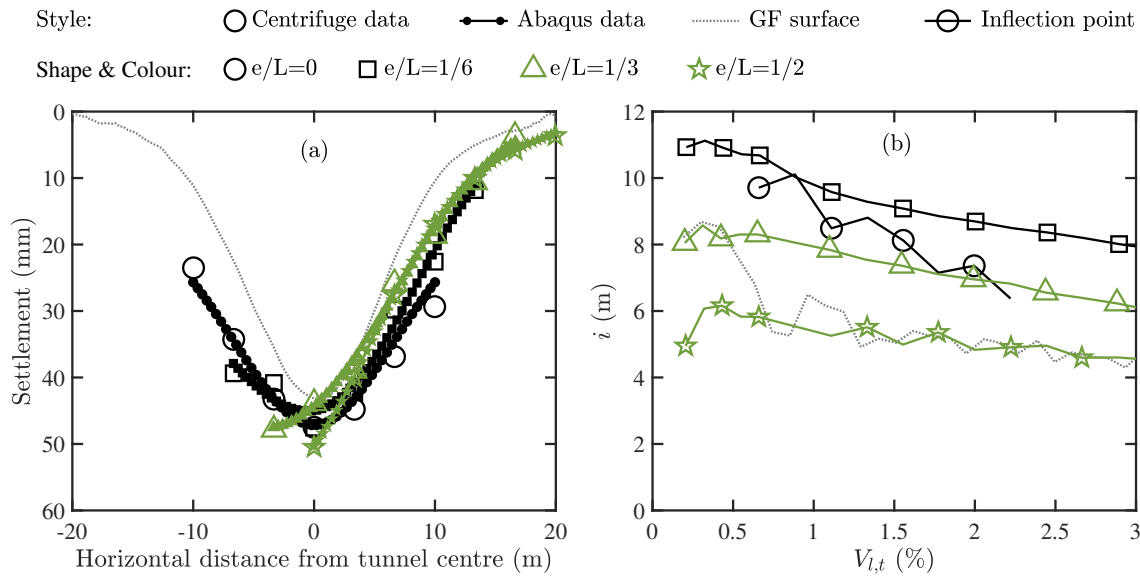 Style: Centrifuge data Abaqus data GF surface Inflection point
Shape & Colour: e/L=0 e/L=1/6 e/L=1/3 e/L=1/2
(a)
0
10
20
30
40
50
60
Settlement (mm)
-20 -10 0 10 20
Horizontal distance from tunnel centre (m)
(b)
12
10
8
6
4
2
0
i (m)
0 0.5 1 1.5 2 2.5 3
Vl,t (%)